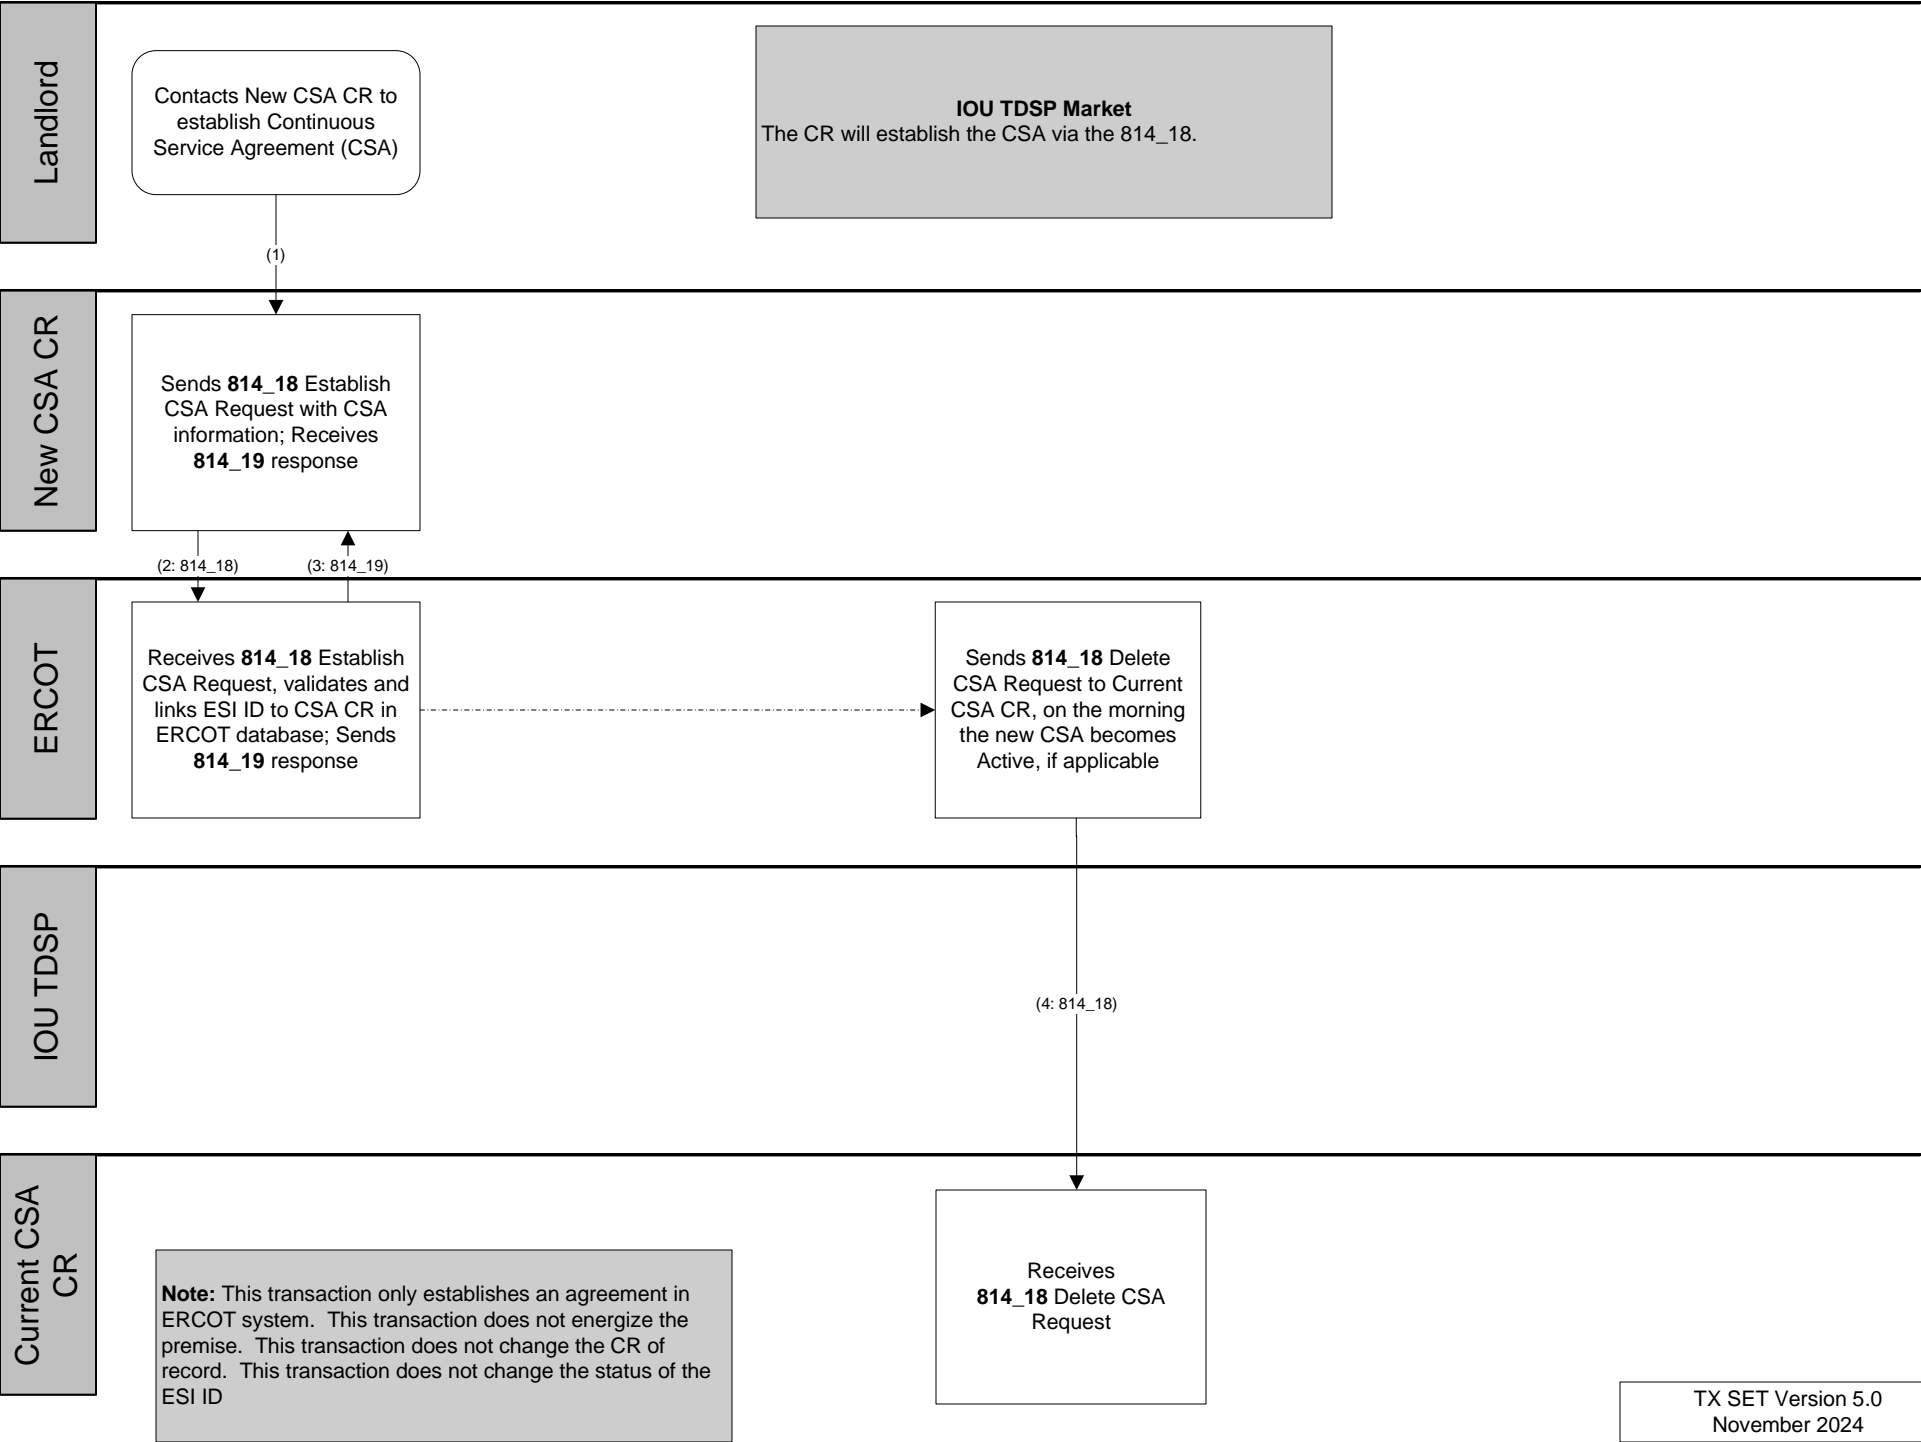 Landlord
Contacts New CSA CR to
establish Continuous
Service Agreement (CSA)
IOU TDSP Market
The CR will establish the CSA via the 814_18.
(1)
New CSA CR
Sends 814_18 Establish
CSA Request with CSA
information; Receives
814_19 response
(2: 814_18)
(3: 814_19)
ERCOT
Receives 814_18 Establish
CSA Request, validates and
links ESI ID to CSA CR in
ERCOT database; Sends
814_19 response
Sends 814_18 Delete
CSA Request to Current
CSA CR, on the morning
the new CSA becomes
Active, if applicable
IOU TDSP
(4: 814_18)
Current CSA
CR
Note: This transaction only establishes an agreement in
ERCOT system.  This transaction does not energize the
premise.  This transaction does not change the CR of
record.  This transaction does not change the status of the
ESI ID
Receives
814_18 Delete CSA
Request
TX SET Version 5.0
November 2024